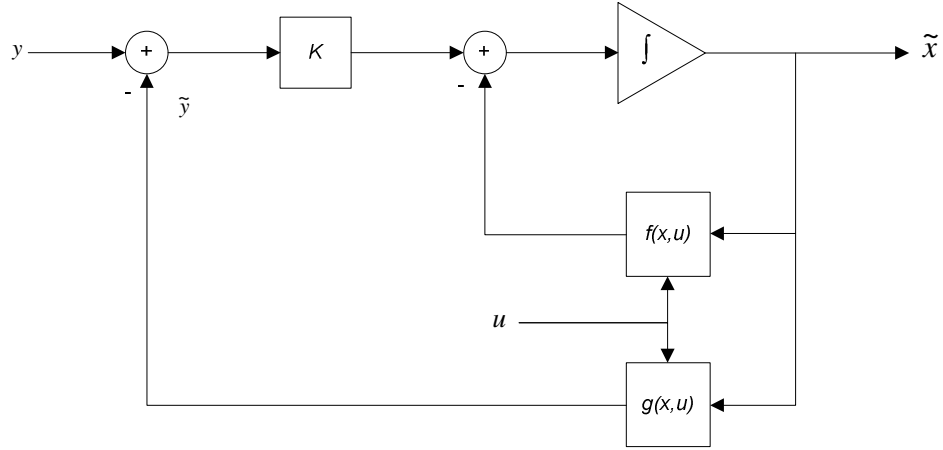 y
+
K
+
∫
x̃
-
ỹ
-
f(x,u)
u
g(x,u)